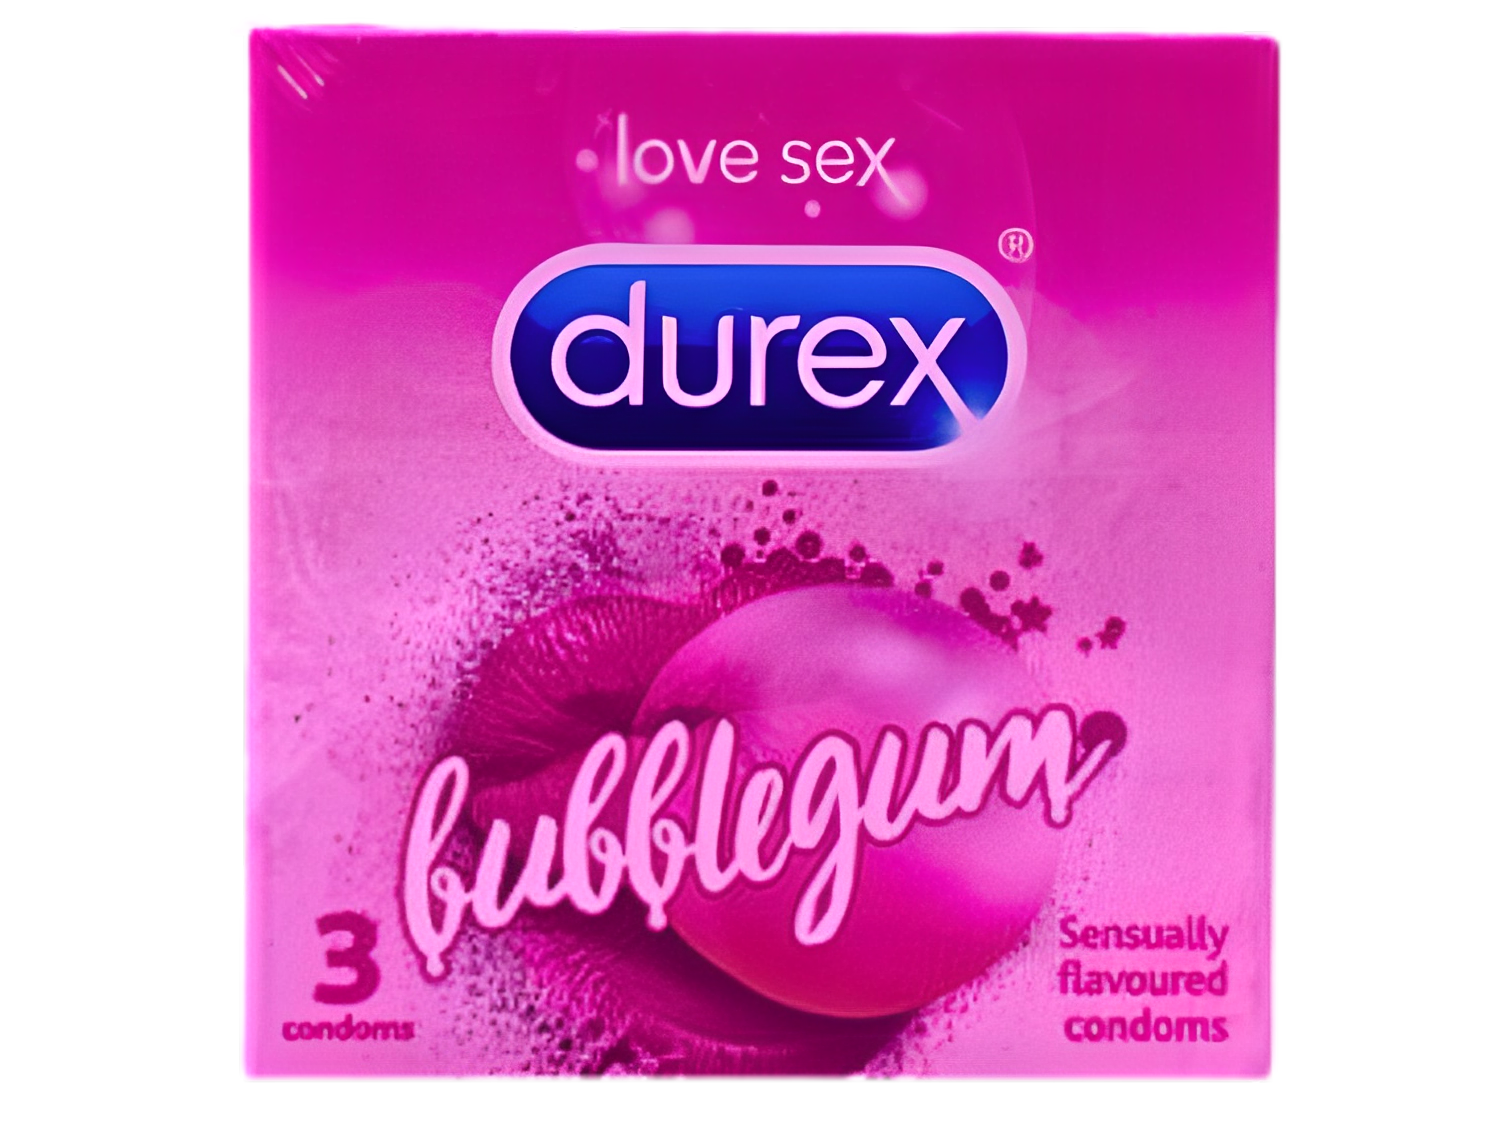 love sex
durex®
bubblegum
3
condoms
Sensually
flavoured
condoms